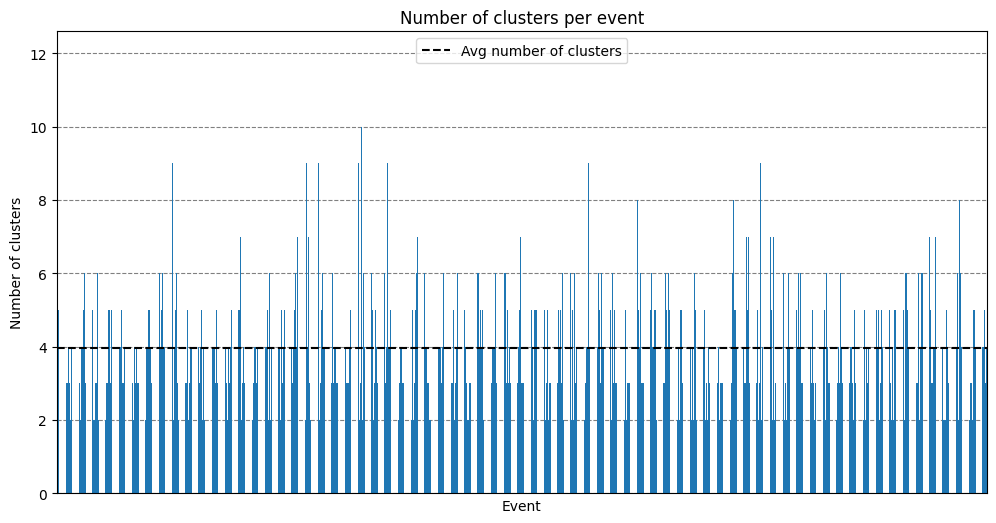 Number of clusters per event
Avg number of clusters
12
10
8
6
4
2
0
Number of clusters
Event